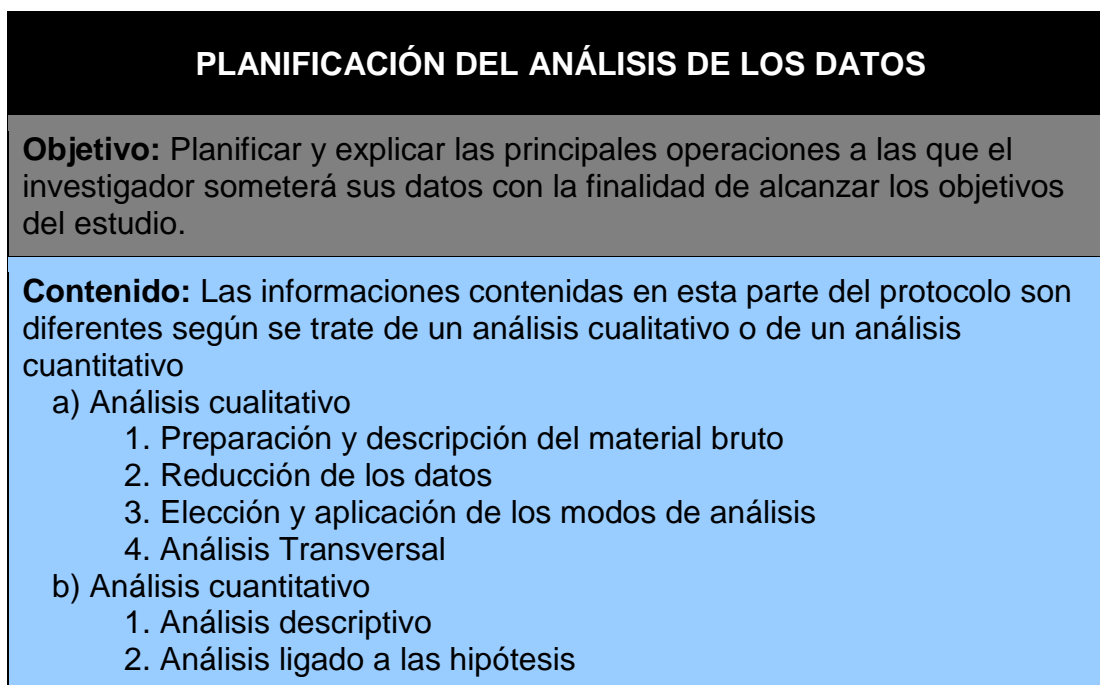 PLANIFICACIÓN DEL ANÁLISIS DE LOS DATOS
Objetivo: Planificar y explicar las principales operaciones a las que el
investigador someterá sus datos con la finalidad de alcanzar los objetivos
del estudio.
Contenido: Las informaciones contenidas en esta parte del protocolo son
diferentes según se trate de un análisis cualitativo o de un análisis
cuantitativo
a) Análisis cualitativo
1. Preparación y descripción del material bruto
2. Reducción de los datos
3. Elección y aplicación de los modos de análisis
4. Análisis Transversal
b) Análisis cuantitativo
1. Análisis descriptivo
2. Análisis ligado a las hipótesis